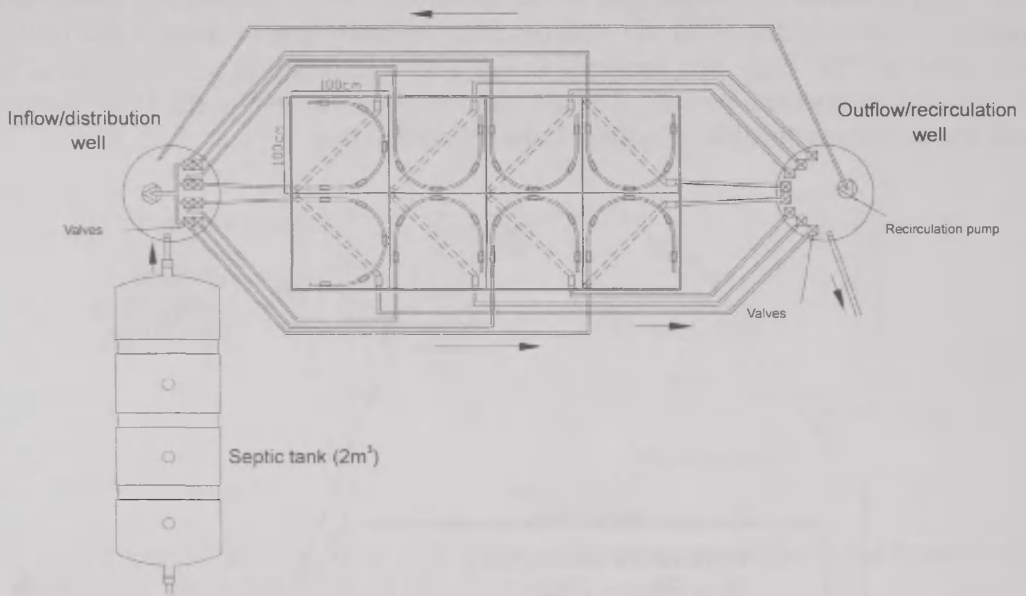 100cm
100cm
Inflow/distribution
well
Outflow/recirculation
well
Valves
Recirculation pump
Valves
Septic tank (2m³)